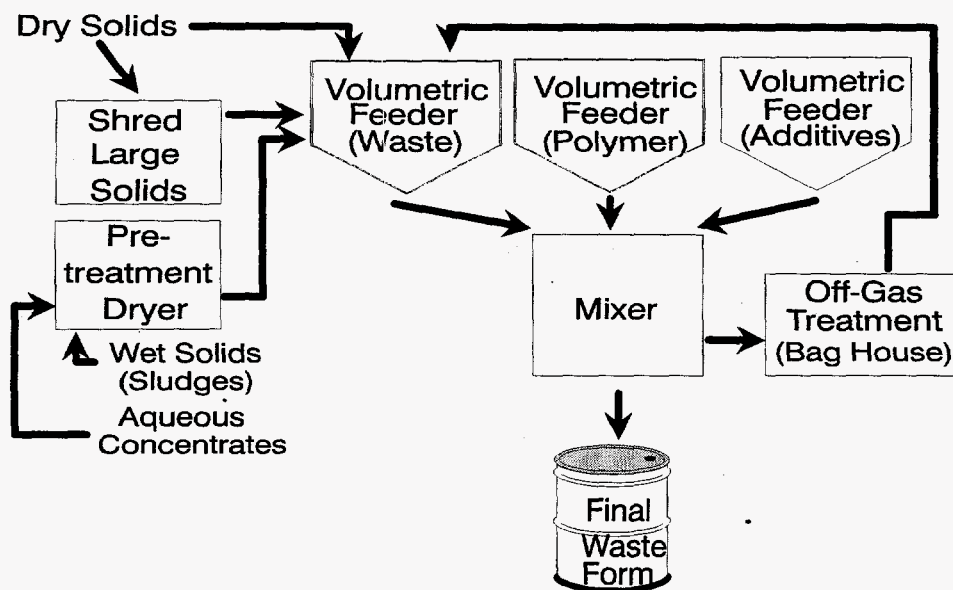 Dry Solids
Volumetric
Feeder
(Waste)
Volumetric
Feeder
(Polymer)
Volumetric
Feeder
(Additives)
Shred
Large
Solids
Pre-
treatment
Dryer
Wet Solids
(Sludges)
Aqueous
Concentrates
Mixer
Off-Gas
Treatment
(Bag House)
Final
Waste
Form